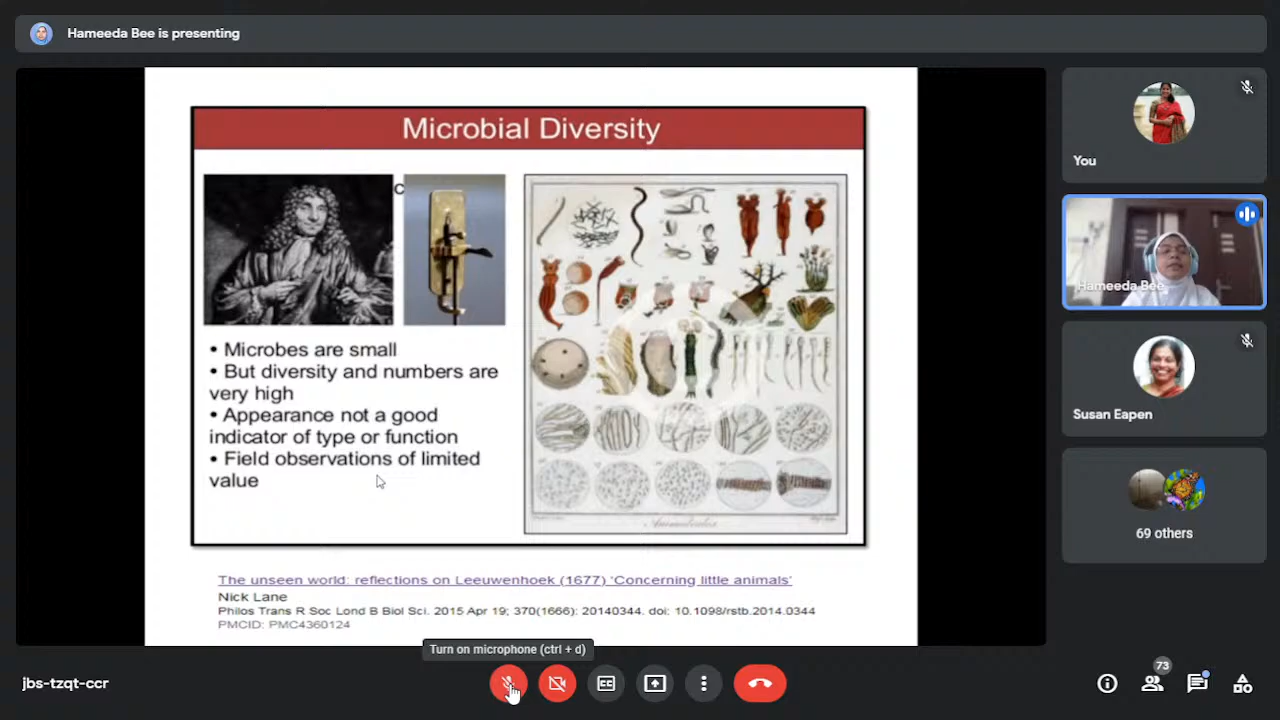 Hameeda Bee is presenting
Microbial Diversity
c
• Microbes are small
• But diversity and numbers are
very high
• Appearance not a good
indicator of type or function
• Field observations of limited
value
Animalcules
The unseen world: reflections on Leeuwenhoek (1677) ‘Concerning little animals’
Nick Lane
Philos Trans R Soc Lond B Biol Sci. 2015 Apr 19; 370(1666): 20140344. doi: 10.1098/rstb.2014.0344
PMCID: PMC4360124
You
Hameeda Bee
Susan Eapen
69 others
Turn on microphone (ctrl + d)
jbs-tzqt-ccr
CC
73